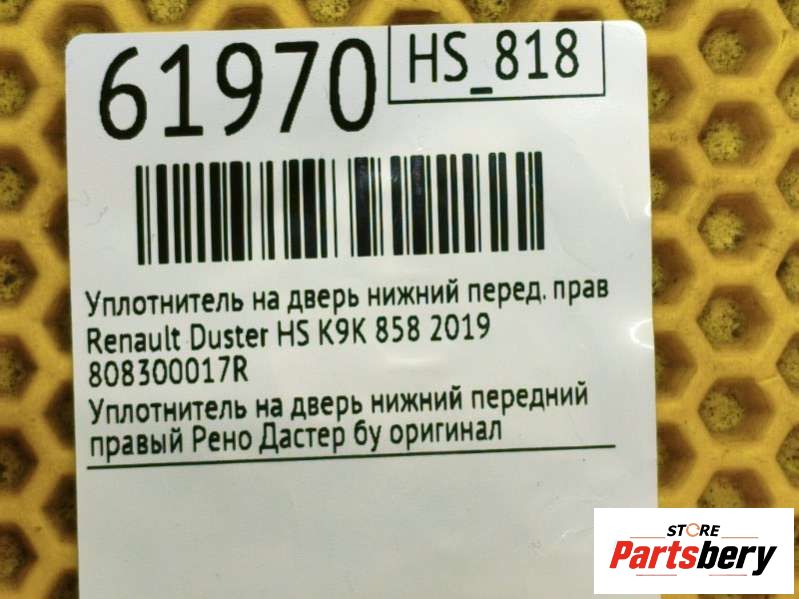 61970
HS_818
Уплотнитель на дверь нижний перед. прав
Renault Duster HS K9K 858 2019
808300017R
Уплотнитель на дверь нижний передний
правый Рено Дастер бу оригинал
STORE
Partsbery